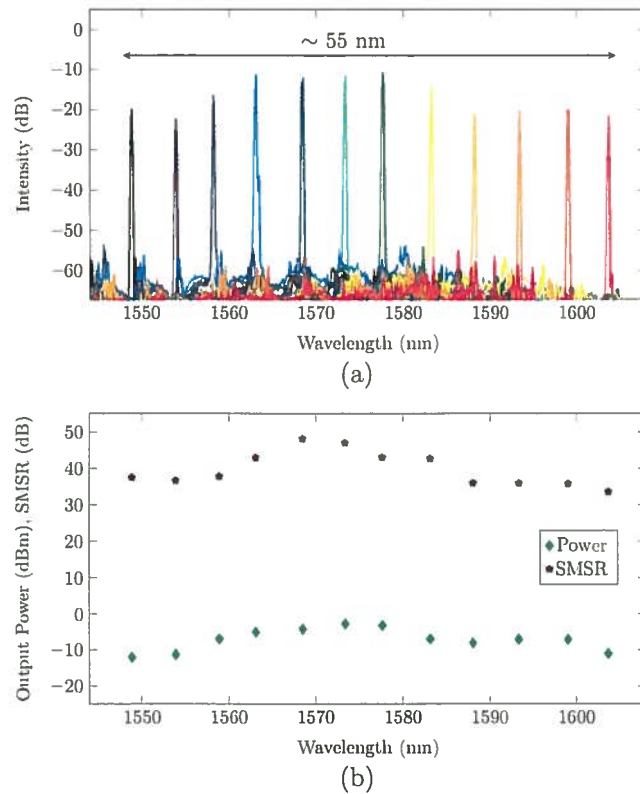 0
−10
−20
−30
−40
−50
−60
Intensity (dB)
∼ 55 nm
1550 1560 1570 1580 1590 1600
Wavelength (nm)
(a)
50
40
30
20
10
0
−10
−20
Output Power (dBm), SMSR (dB)
Power
SMSR
1550 1560 1570 1580 1590 1600
Wavelength (nm)
(b)